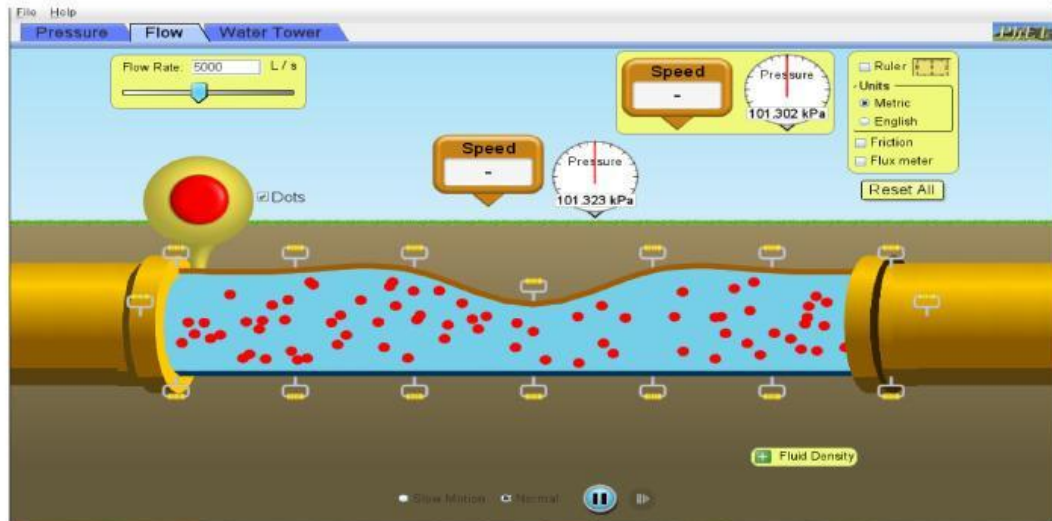 File Help
Pressure Flow Water Tower
Flow Rate: 5000 L / s
Speed
-
Pressure
101.302 kPa
Ruler
Units
Metric
English
Friction
Flux meter
Reset All
Speed
-
Pressure
101.323 kPa
Dots
Fluid Density
Slow Motion Normal